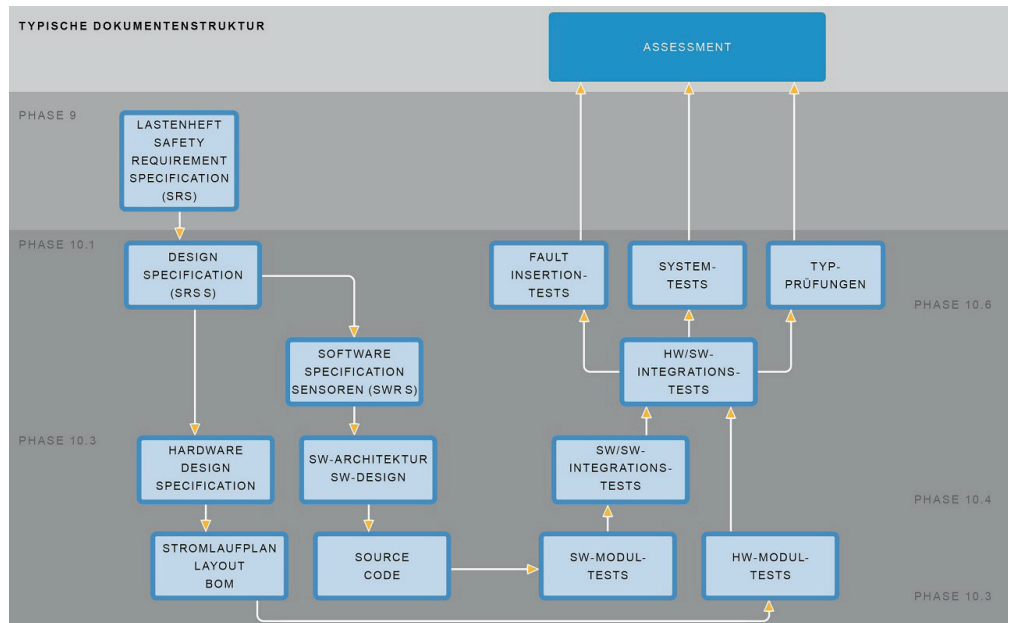 TYPISCHE DOKUMENTENSTRUKTUR
ASSESSMENT
PHASE 9
LASTENHEFT
SAFETY
REQUIREMENT
SPECIFICATION
(SRS)
PHASE 10.1
DESIGN
SPECIFICATION
(SRS S)
FAULT
INSERTION-
TESTS
SYSTEM-
TESTS
TYP-
PRÜFUNGEN
PHASE 10.6
SOFTWARE
SPECIFICATION
SENSOREN (SWR S)
HW/SW-
INTEGRATIONS-
TESTS
PHASE 10.3
HARDWARE
DESIGN
SPECIFICATION
SW-ARCHITEKTUR
SW-DESIGN
SW/SW-
INTEGRATIONS-
TESTS
PHASE 10.4
STROMLAUFPLAN
LAYOUT
BOM
SOURCE
CODE
SW-MODUL-
TESTS
HW-MODUL-
TESTS
PHASE 10.3